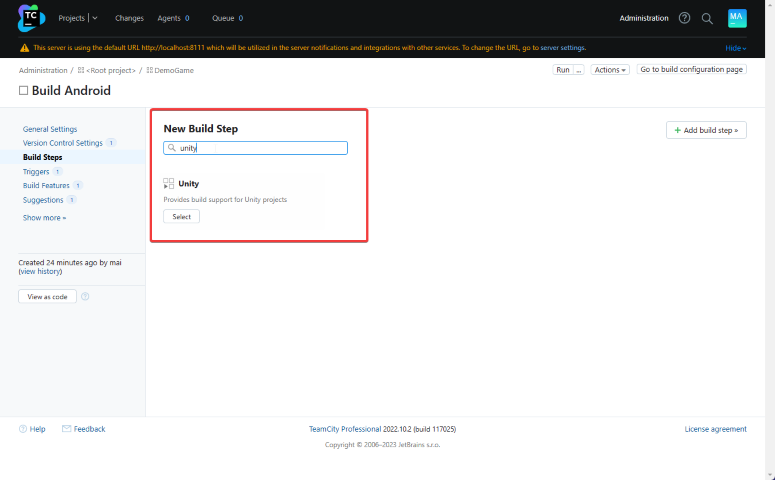 TC
Projects
Changes
Agents 0
Queue 0
Administration
MA
This server is using the default URL http://localhost:8111 which will be utilized in the server notifications and integrations with other services. To change the URL, go to server settings.
Hide
Administration / <Root project> / DemoGame
Run ...
Actions
Go to build configuration page
Build Android
General Settings
Version Control Settings 1
Build Steps
Triggers 1
Build Features 1
Suggestions 1
Show more »
Created 24 minutes ago by mai
(view history)
View as code
?
New Build Step
unity
Unity
Provides build support for Unity projects
Select
+ Add build step »
Help
Feedback
TeamCity Professional 2022.10.2 (build 117025)
License agreement
Copyright © 2006–2023 JetBrains s.r.o.